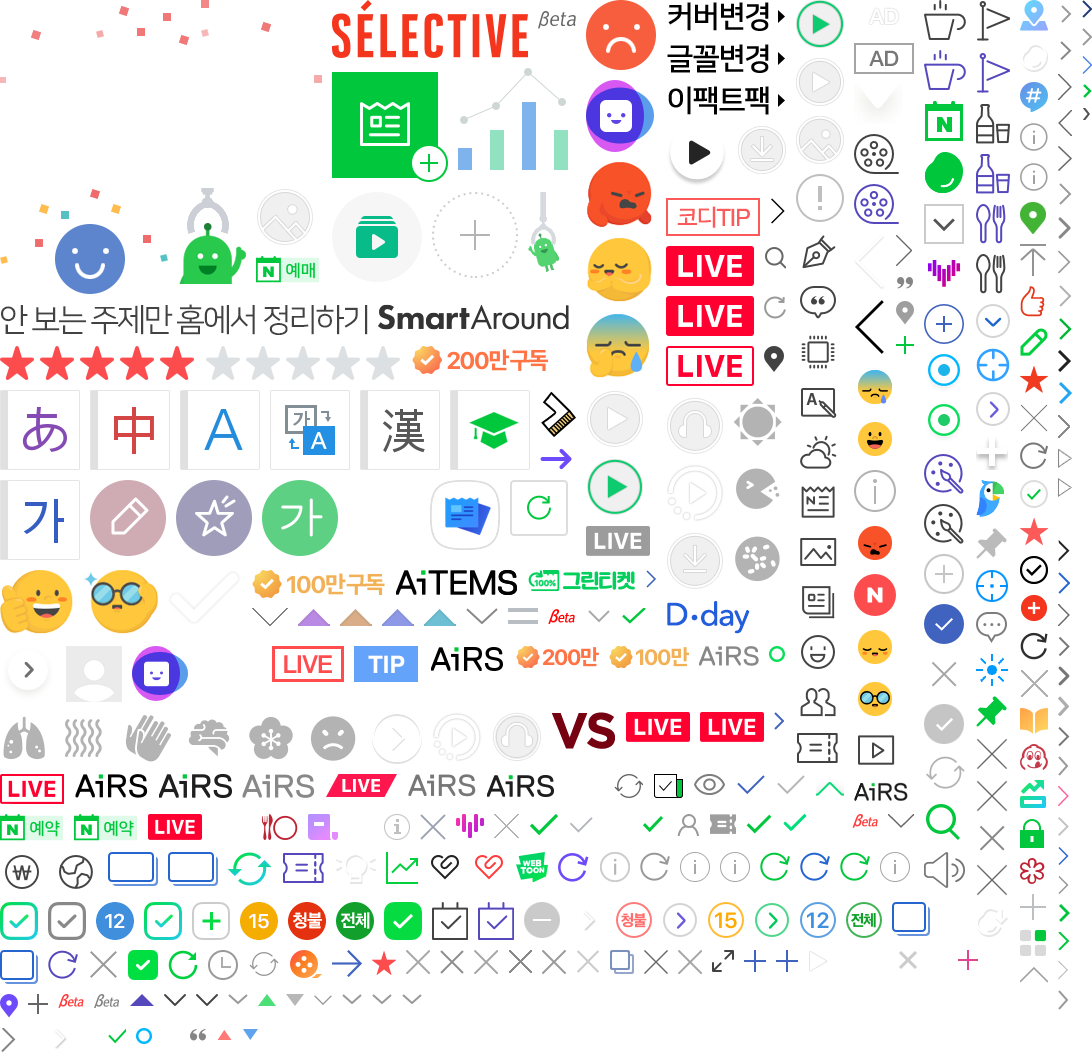 SÉLECTIVE βeta
커버변경
글꼴변경
이팩트팩
AD
AD
N
코디TIP
N 예매
LIVE
LIVE
LIVE
안 보는 주제만 홈에서 정리하기 SmartAround
200만구독
あ 中 A 가 A 漢
가 가
LIVE
100만구독 AiTEMS 100% 그린티켓
βeta D·day
LIVE TIP AiRS 200만 100만 AiRS
N
VS LIVE LIVE
LIVE AiRS AiRS AiRS LIVE AiRS AiRS AiRS
N 예약 N 예약 LIVE βeta
WEB TOON
12 15 청불 전체 청불 15 12 전체
βeta βeta